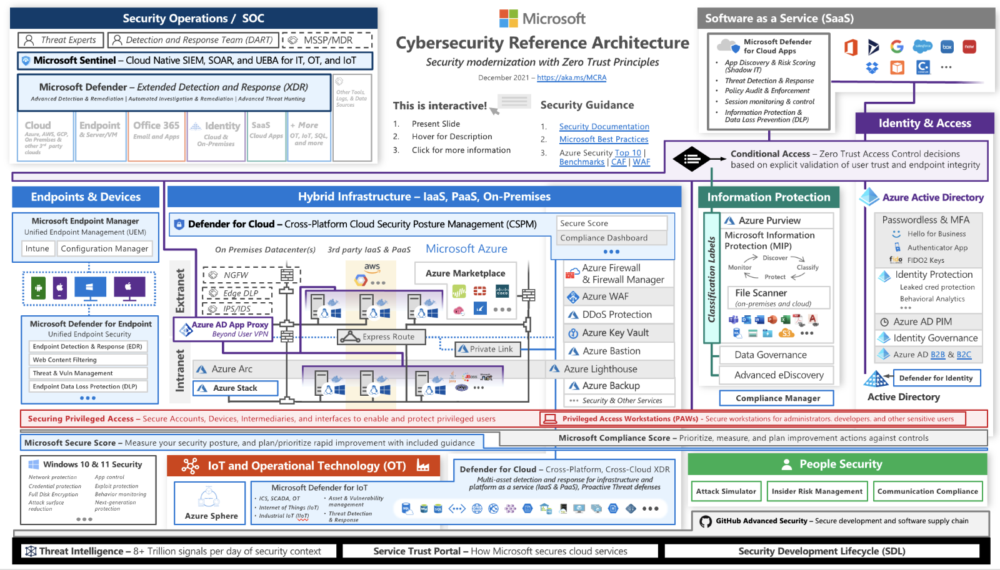 Security Operations / SOC
Threat Experts
Detection and Response Team (DART)
MSSP/MDR
Microsoft Sentinel – Cloud Native SIEM, SOAR, and UEBA for IT, OT, and IoT
Microsoft Defender – Extended Detection and Response (XDR)
Advanced Detection & Remediation | Automated Investigation & Remediation | Advanced Threat Hunting
Other Tools,
Logs, & Data
Sources
Cloud
Azure, AWS, GCP,
On Premises &
other 3rd party
clouds
Endpoint
& Server/VM
Office 365
Email and Apps
Identity
Cloud &
On-Premises
SaaS
Cloud Apps
+ More
OT, IoT, SQL,
and more
Microsoft
Cybersecurity Reference Architecture
Security modernization with Zero Trust Principles
December 2021 – https://aka.ms/MCRA
This is interactive!
1. Present Slide
2. Hover for Description
3. Click for more information
Security Guidance
1. Security Documentation
2. Microsoft Best Practices
3. Azure Security Top 10 |
Benchmarks | CAF | WAF
Software as a Service (SaaS)
Microsoft Defender
for Cloud Apps
• App Discovery & Risk Scoring
(Shadow IT)
• Threat Detection & Response
• Policy Audit & Enforcement
• Session monitoring & control
• Information Protection &
Data Loss Prevention (DLP)
salesforce
box
now
Identity & Access
Conditional Access – Zero Trust Access Control decisions
based on explicit validation of user trust and endpoint integrity
Endpoints & Devices
Microsoft Endpoint Manager
Unified Endpoint Management (UEM)
Intune
Configuration Manager
Microsoft Defender for Endpoint
Unified Endpoint Security
Endpoint Detection & Response (EDR)
Web Content Filtering
Threat & Vuln Management
Endpoint Data Loss Protection (DLP)
Hybrid Infrastructure – IaaS, PaaS, On-Premises
Defender for Cloud – Cross-Platform Cloud Security Posture Management (CSPM)
Secure Score
Compliance Dashboard
On Premises Datacenter(s)
3rd party IaaS & PaaS
Microsoft Azure
Extranet
NGFW
Edge DLP
IPS/IDS
aws
Azure Marketplace
CISCO
Azure AD App Proxy
Beyond User VPN
Express Route
Private Link
Intranet
Azure Arc
Azure Stack
Java
.net
Azure Firewall
& Firewall Manager
Azure WAF
DDoS Protection
Azure Key Vault
Azure Bastion
Azure Lighthouse
Azure Backup
Security & Other Services
Information Protection
Classification Labels
Azure Purview
Microsoft Information
Protection (MIP)
Discover
Monitor
Classify
Protect
File Scanner
(on-premises and cloud)
S3
Data Governance
Advanced eDiscovery
Compliance Manager
Azure Active Directory
Passwordless & MFA
Hello for Business
Authenticator App
fido
FIDO2 Keys
Identity Protection
Leaked cred protection
Behavioral Analytics
Azure AD PIM
Identity Governance
Azure AD B2B & B2C
Defender for Identity
Active Directory
Securing Privileged Access – Secure Accounts, Devices, Intermediaries, and interfaces to enable and protect privileged users
Privileged Access Workstations (PAWs) - Secure workstations for administrators, developers, and other sensitive users
Microsoft Secure Score – Measure your security posture, and plan/prioritize rapid improvement with included guidance
Microsoft Compliance Score – Prioritize, measure, and plan improvement actions against controls
Windows 10 & 11 Security
Network protection
Credential protection
Full Disk Encryption
Attack surface
reduction
App control
Exploit protection
Behavior monitoring
Next-generation
protection
IoT and Operational Technology (OT)
Azure Sphere
Microsoft Defender for IoT
• ICS, SCADA, OT
• Internet of Things (IoT)
• Industrial IoT (IIoT)
• Asset & Vulnerability
management
• Threat Detection
& Response
Defender for Cloud – Cross-Platform, Cross-Cloud XDR
Multi-asset detection and response for infrastructure and
platform as a service (IaaS & PaaS), Proactive Threat defenses
People Security
Attack Simulator
Insider Risk Management
Communication Compliance
GitHub Advanced Security – Secure development and software supply chain
Threat Intelligence – 8+ Trillion signals per day of security context
Service Trust Portal – How Microsoft secures cloud services
Security Development Lifecycle (SDL)